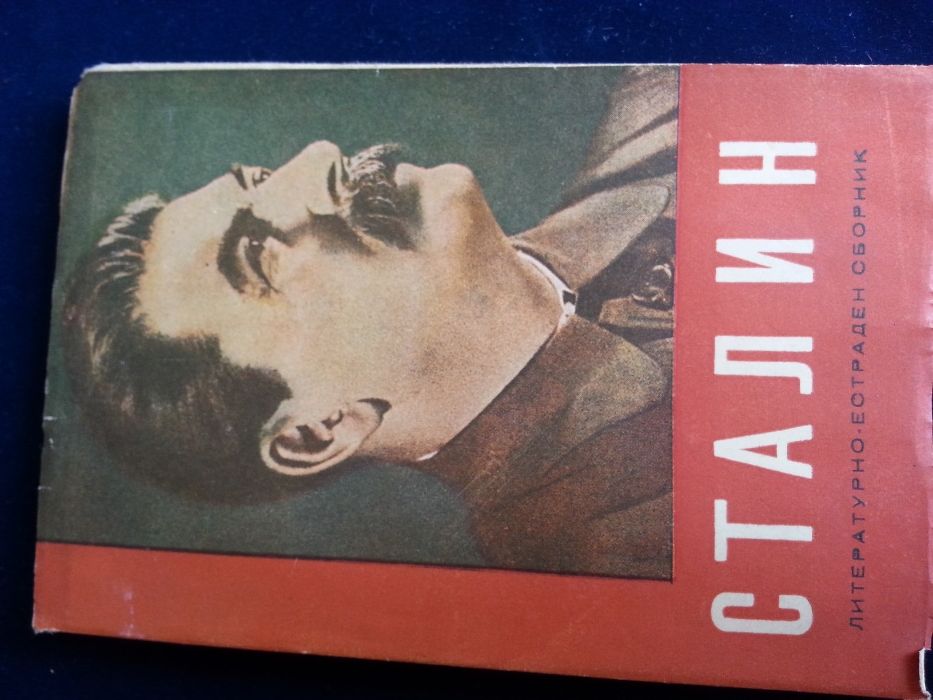 СТАЛИН
ЛИТЕРАТУРНО-ЕСТРАДЕН СБОРНИК